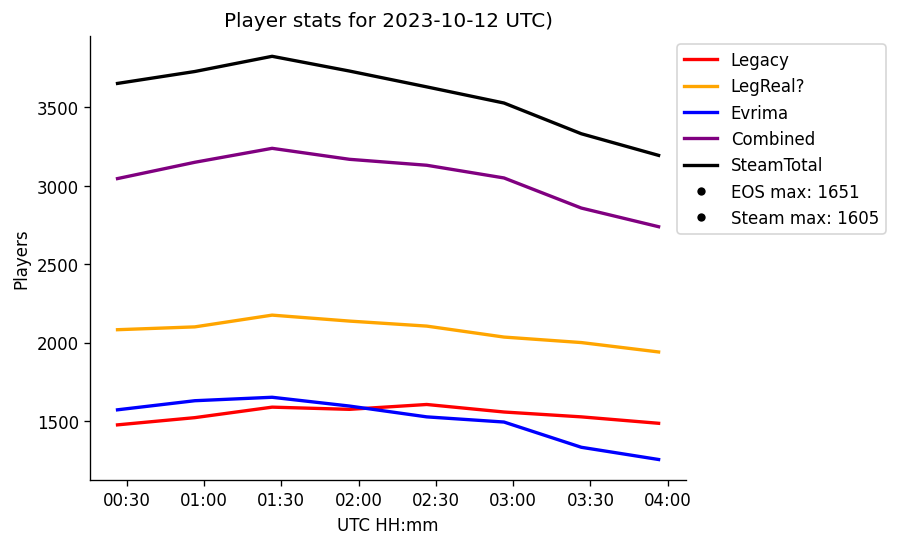 Player stats for 2023-10-12 UTC)
Legacy
LegReal?
Evrima
Combined
SteamTotal
EOS max: 1651
Steam max: 1605
Players
3500
3000
2500
2000
1500
00:30 01:00 01:30 02:00 02:30 03:00 03:30 04:00
UTC HH:mm